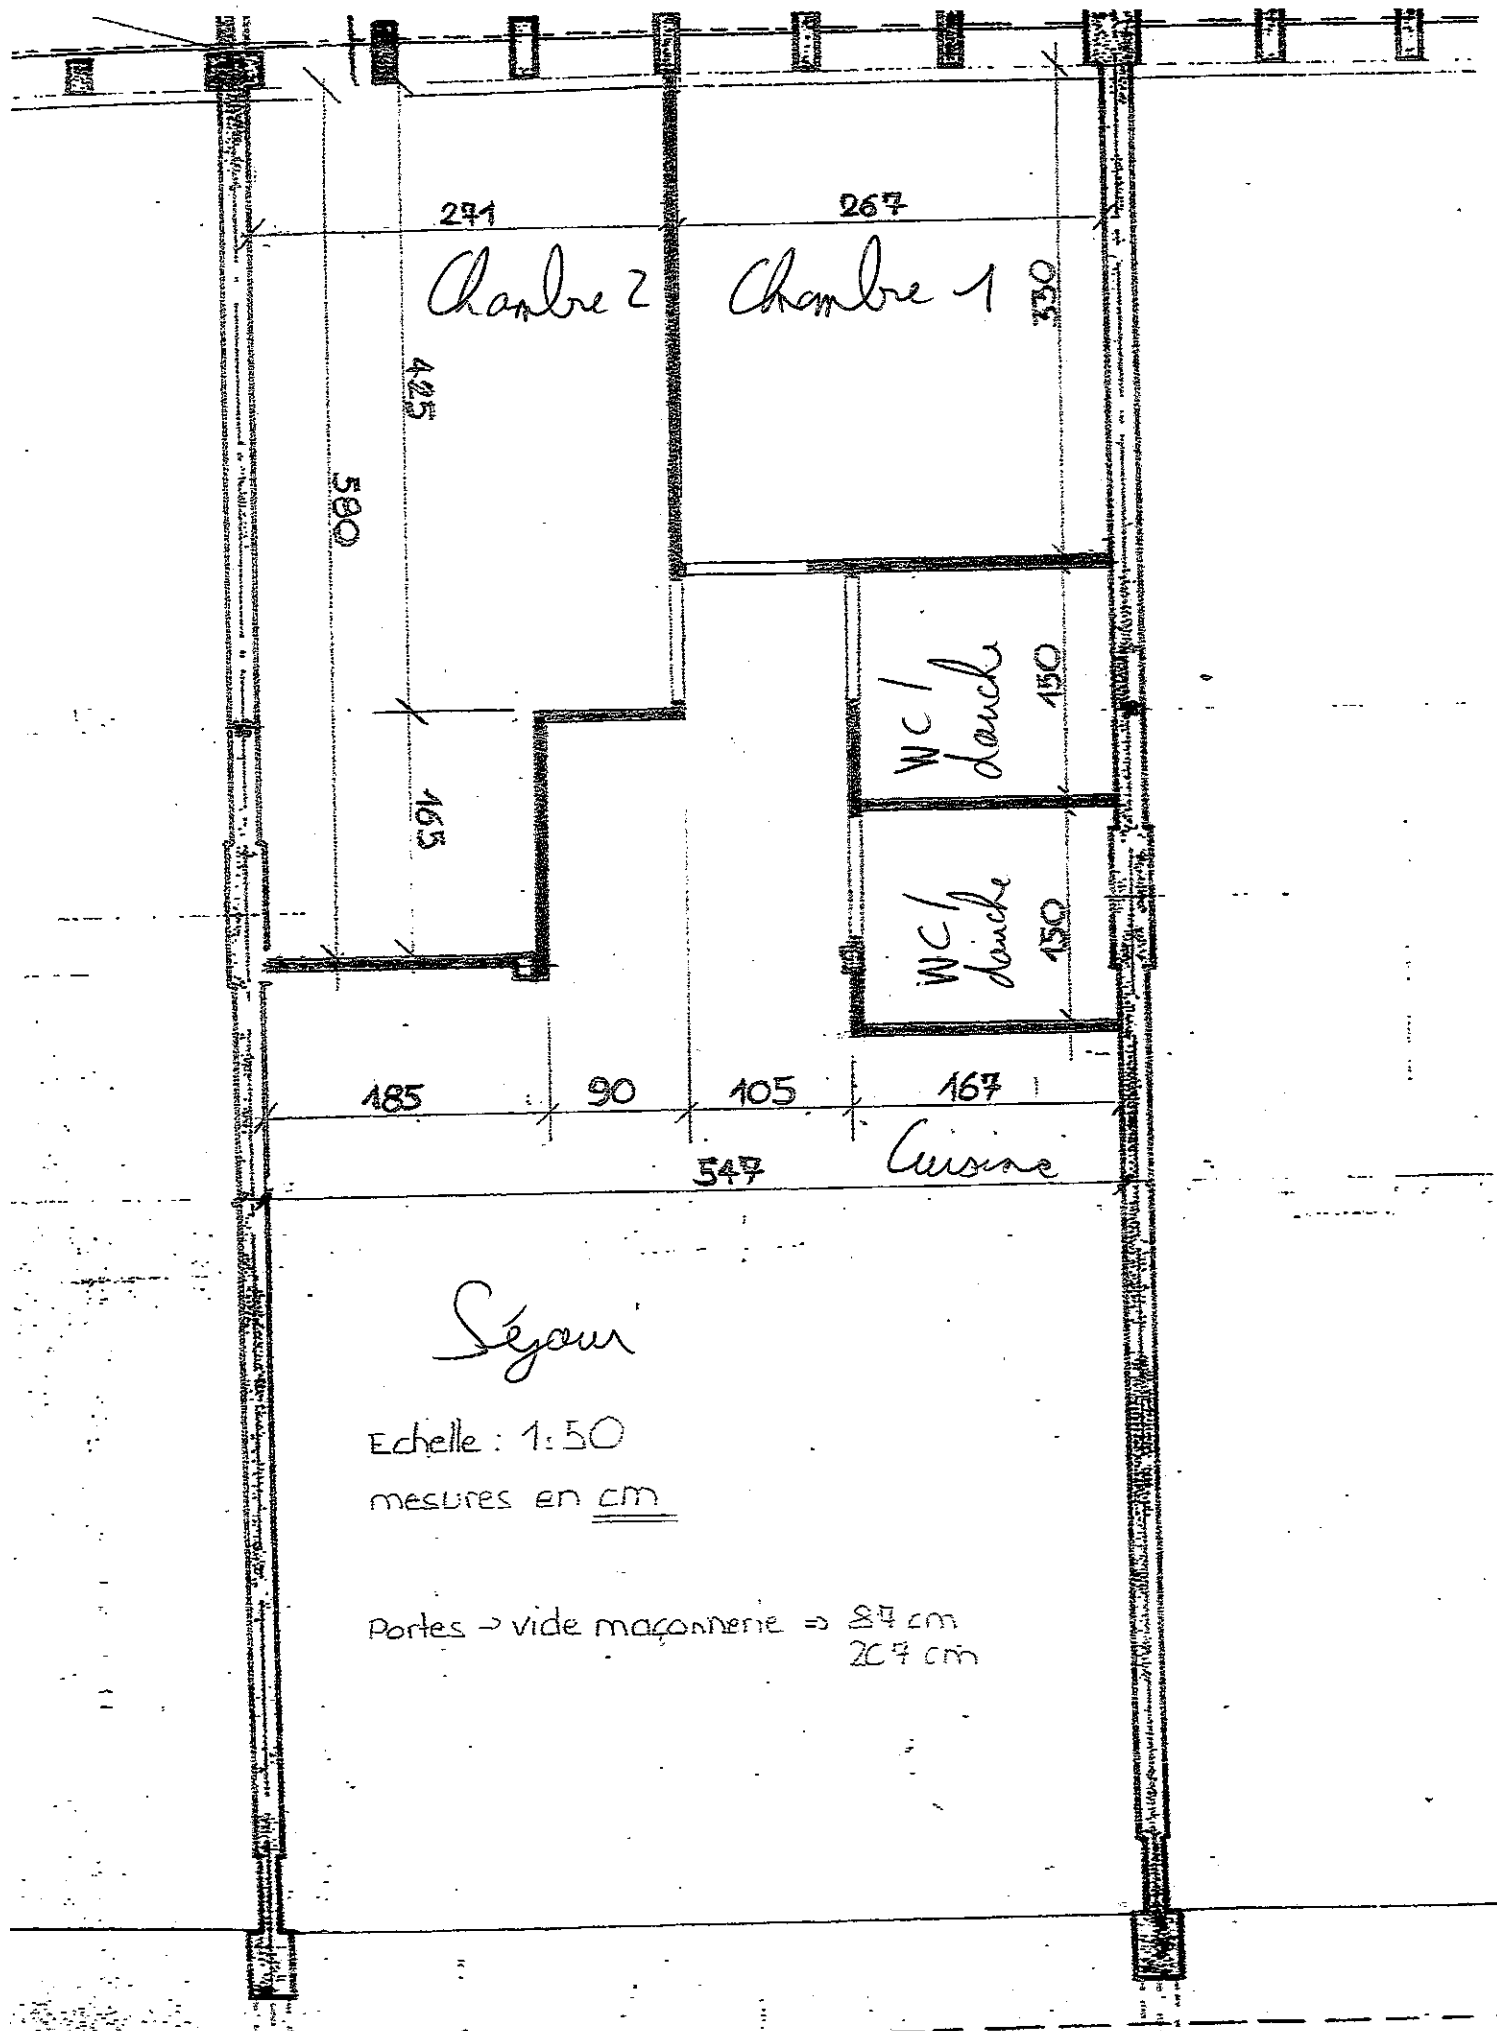 271
267
Chambre 2
Chambre 1
330
425
580
WC/
douche
150
165
WC/
douche
150
185
90
105
167
547
Cuisine
Séjour
Echelle : 1:50
mesures en cm
Portes → vide maçonnerie ⇒ 87 cm
207 cm